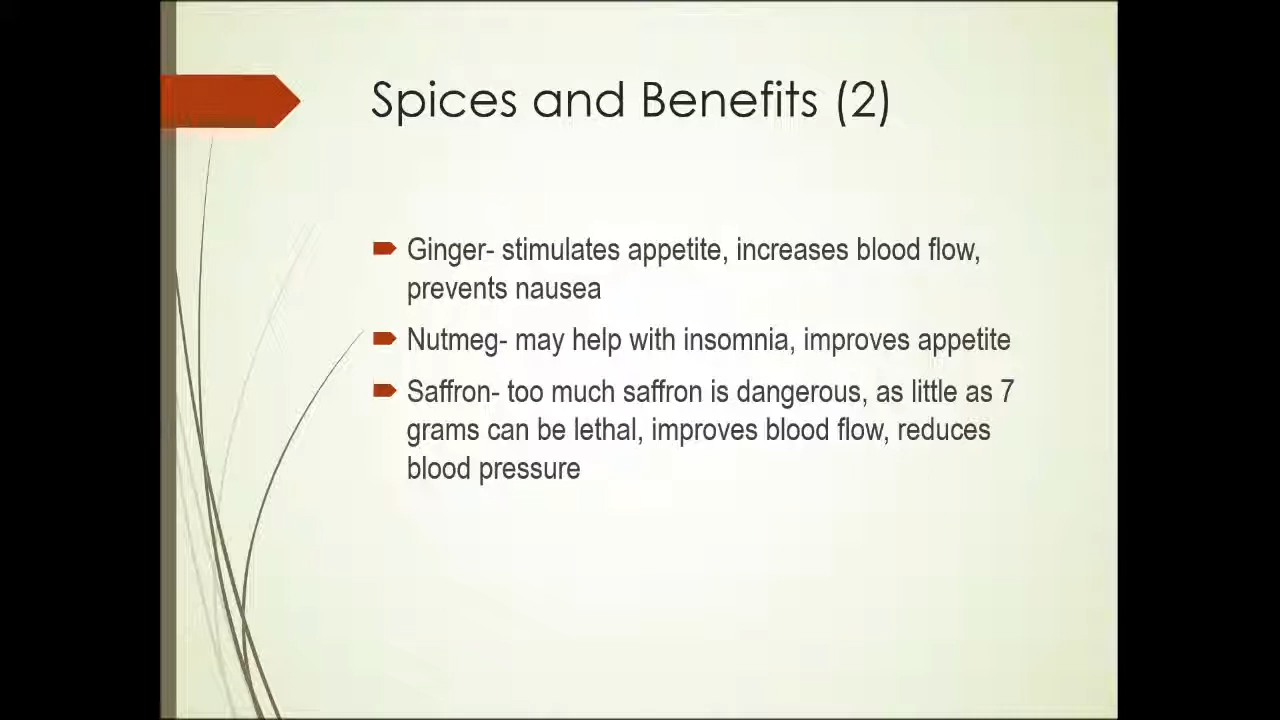 Spices and Benefits (2)
Ginger- stimulates appetite, increases blood flow,
prevents nausea
Nutmeg- may help with insomnia, improves appetite
Saffron- too much saffron is dangerous, as little as 7
grams can be lethal, improves blood flow, reduces
blood pressure